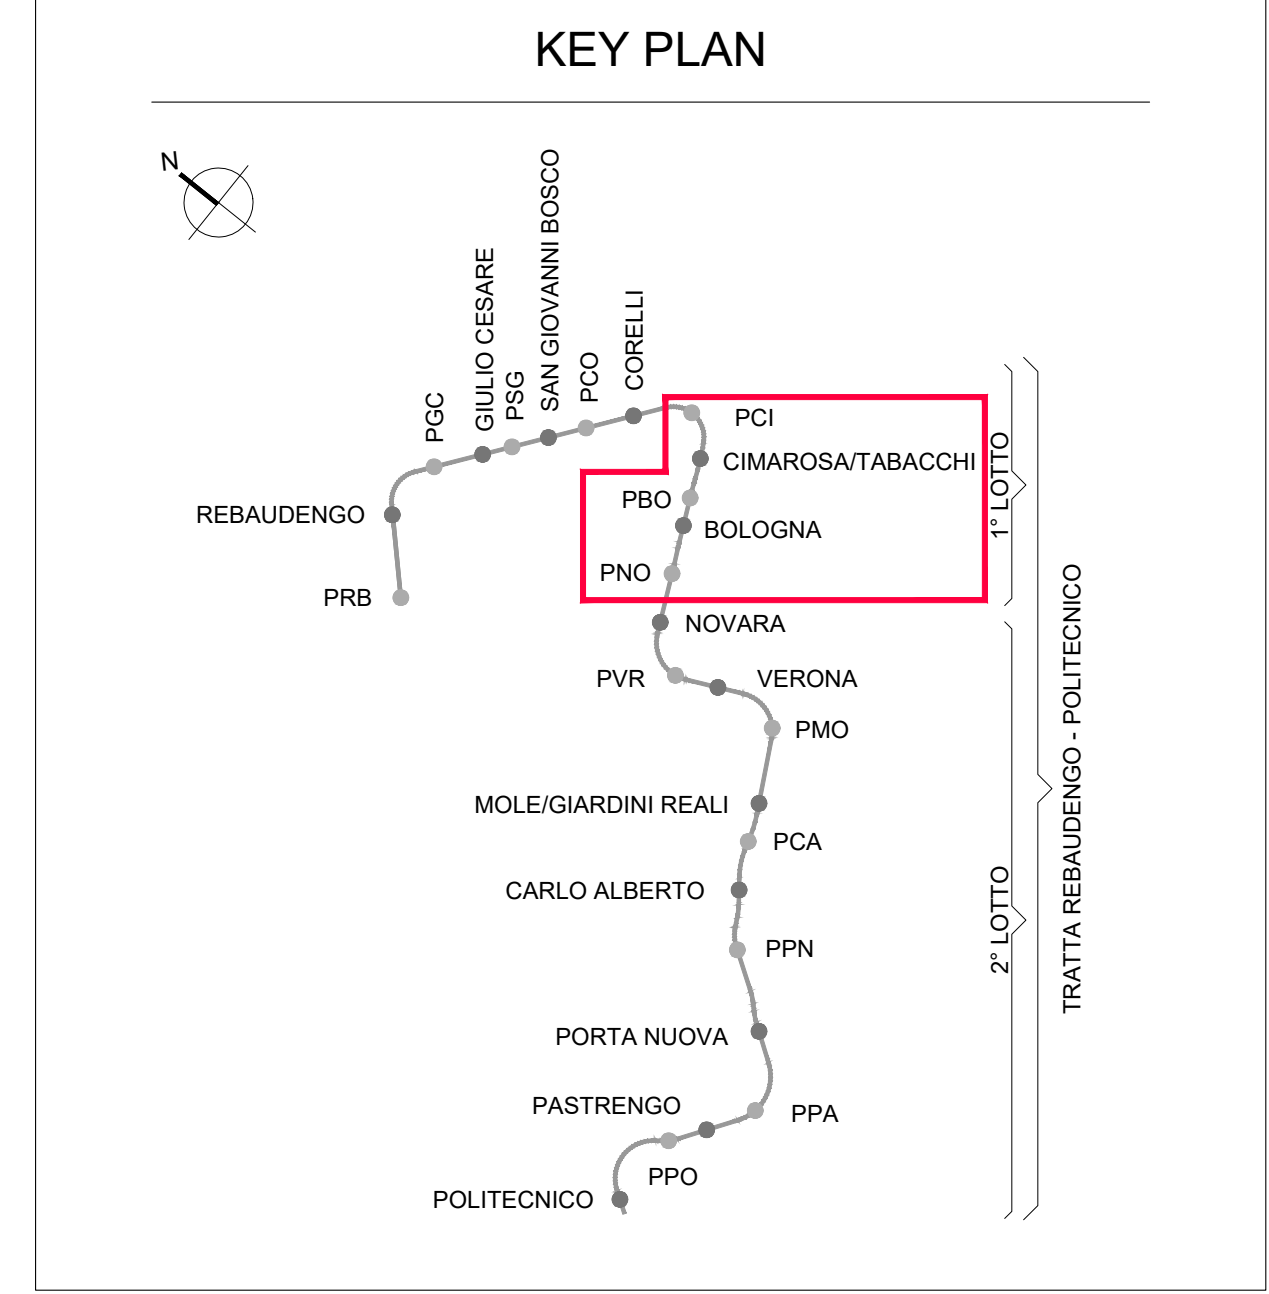 KEY PLAN
N
PGC
GIULIO CESARE
PSG
SAN GIOVANNI BOSCO
PCO
CORELLI
PCI
CIMAROSA/TABACCHI
PBO
BOLOGNA
PNO
REBAUDENGO
PRB
NOVARA
PVR
VERONA
PMO
MOLE/GIARDINI REALI
PCA
CARLO ALBERTO
PPN
PORTA NUOVA
PASTRENGO
PPA
PPO
POLITECNICO
1° LOTTO
2° LOTTO
TRATTA REBAUDENGO - POLITECNICO